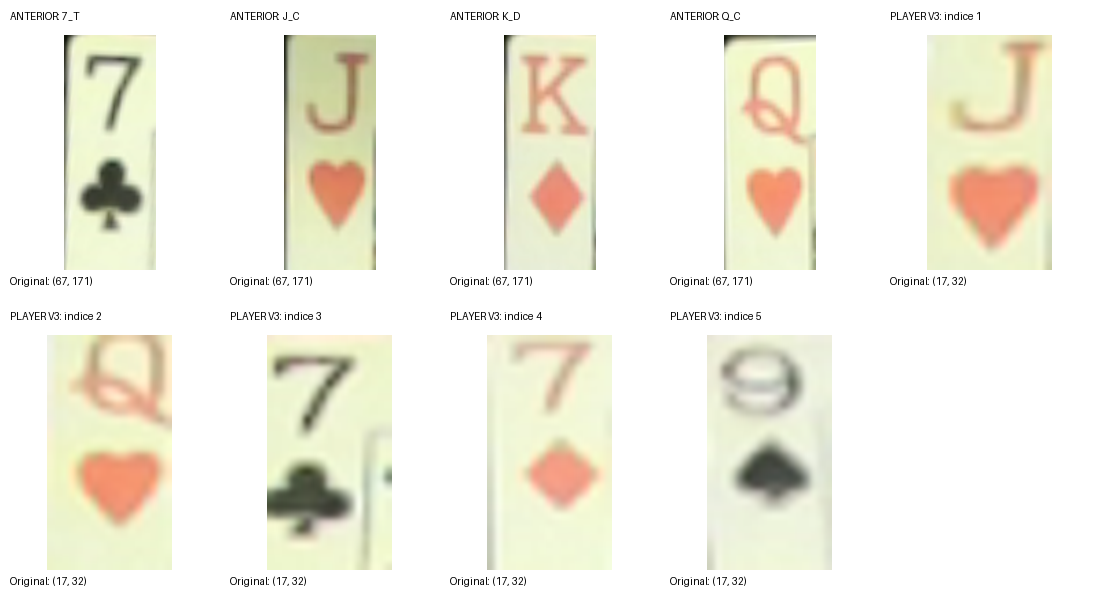 ANTERIOR: 7_T
ANTERIOR: J_C
ANTERIOR: K_D
ANTERIOR: Q_C
PLAYER V3: indice 1
7
J
K
Q
J
Original: (67, 171)
Original: (67, 171)
Original: (67, 171)
Original: (67, 171)
Original: (17, 32)
PLAYER V3: indice 2
PLAYER V3: indice 3
PLAYER V3: indice 4
PLAYER V3: indice 5
Q
7
7
9
Original: (17, 32)
Original: (17, 32)
Original: (17, 32)
Original: (17, 32)